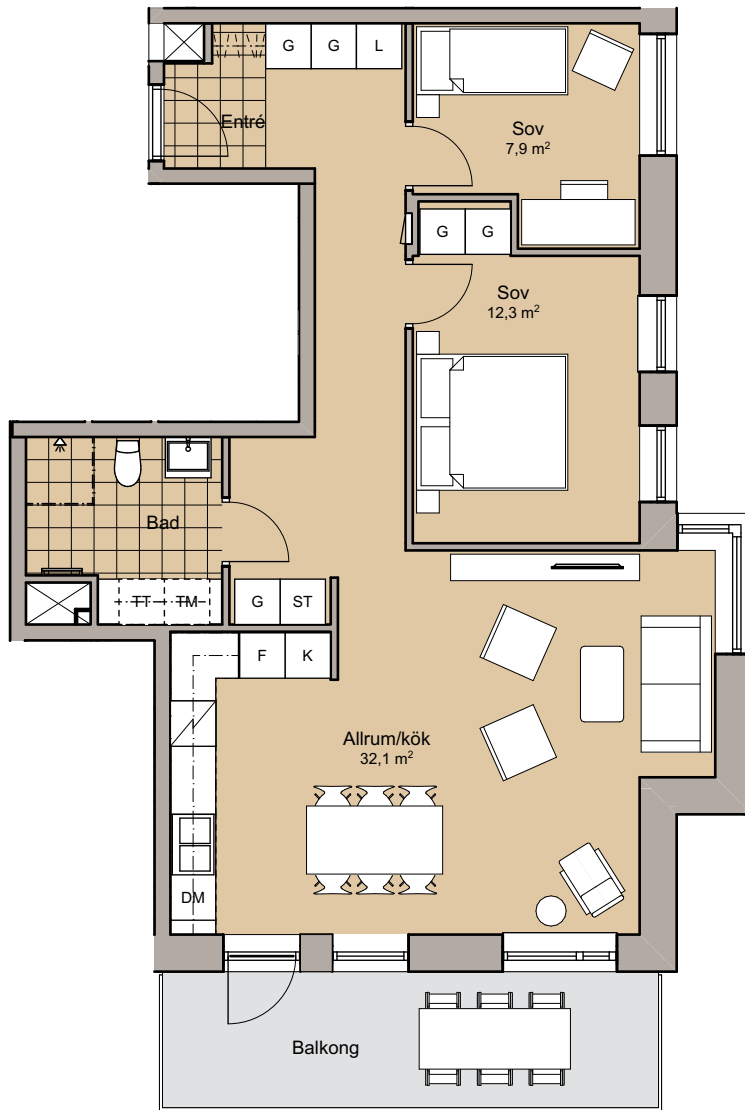 G G L
Entré
Sov
7,9 m²
G G
Sov
12,3 m²
Bad
TT TM
G ST
F K
Allrum/kök
32,1 m²
DM
Balkong